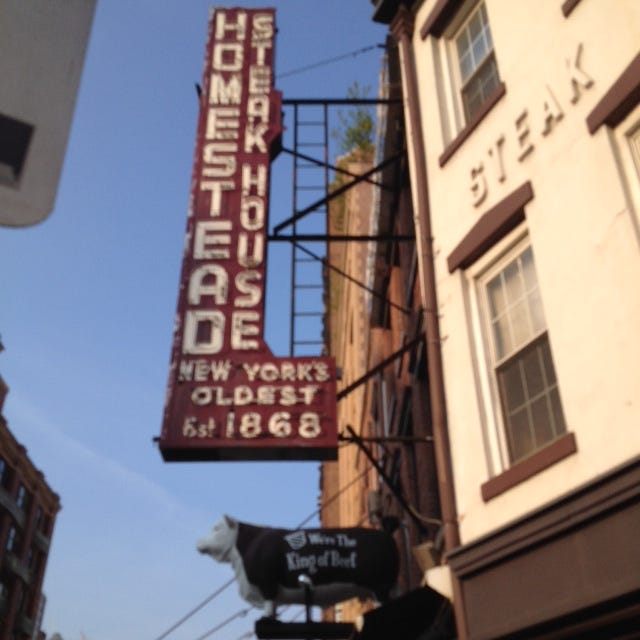 HOMESTEAD
STEAK HOUSE
NEW YORK'S
OLDEST
Est 1868
STEAK
We're The
King of Beef